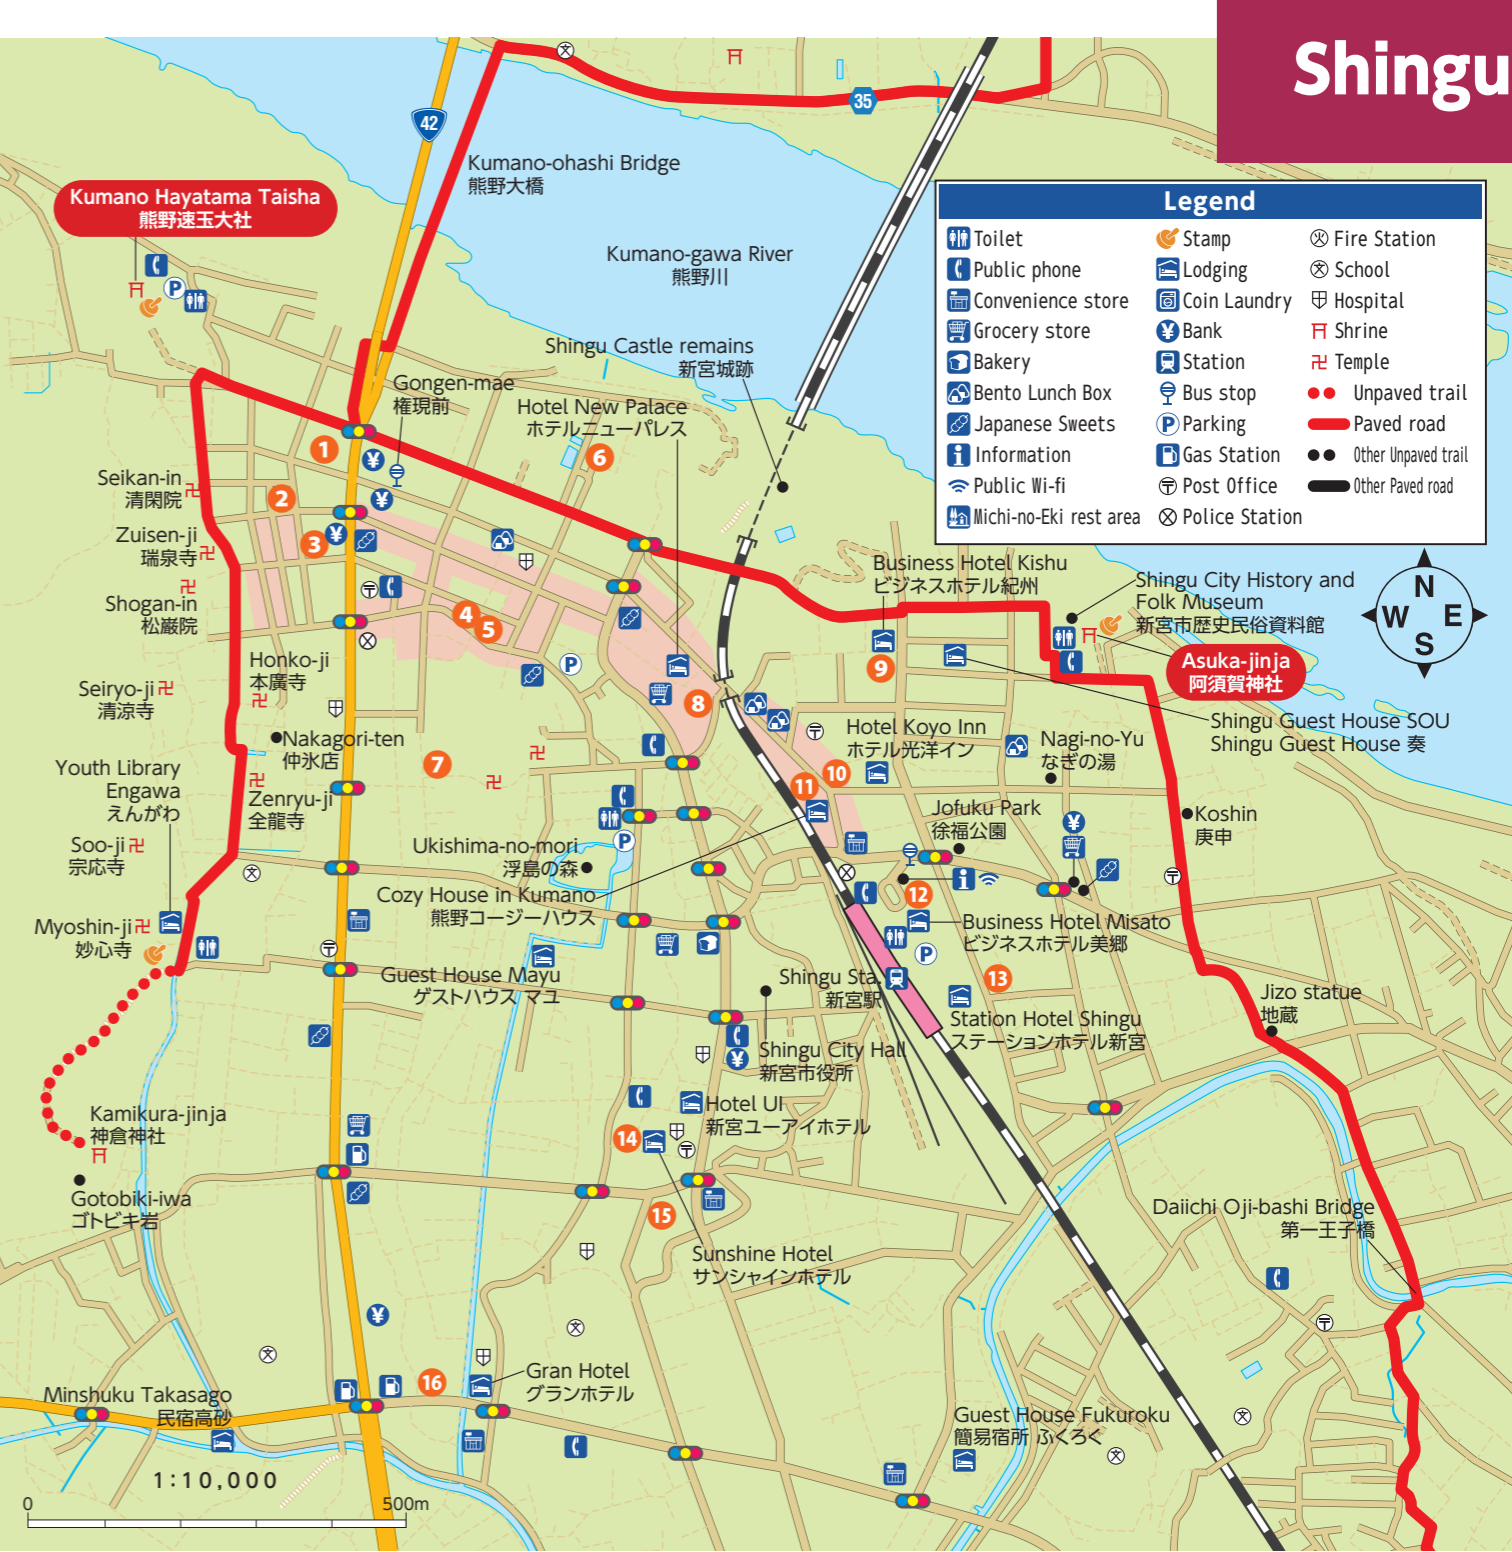 Shingu
35
42
Kumano-ohashi Bridge
熊野大橋
Kumano Hayatama Taisha
熊野速玉大社
P
Kumano-gawa River
熊野川
Legend
Toilet
Public phone
Convenience store
Grocery store
Bakery
Bento Lunch Box
Japanese Sweets
Information
Public Wi-fi
Michi-no-Eki rest area
Stamp
Lodging
Coin Laundry
Bank
Station
Bus stop
Parking
Gas Station
Post Office
Police Station
Fire Station
School
Hospital
Shrine
Temple
Unpaved trail
Paved road
Other Unpaved trail
Other Paved road
Shingu Castle remains
新宮城跡
Gongen-mae
権現前
Hotel New Palace
ホテルニューパレス
1
2
3
4
5
6
Seikan-in
清閑院
Zuisen-ji
瑞泉寺
Shogan-in
松巌院
Business Hotel Kishu
ビジネスホテル紀州
Shingu City History and
Folk Museum
新宮市歴史民俗資料館
N
W E
S
Asuka-jinja
阿須賀神社
Honko-ji
本廣寺
Seiryo-ji
清涼寺
P
9
8
Shingu Guest House SOU
Shingu Guest House 奏
Nakagori-ten
仲氷店
7
Hotel Koyo Inn
ホテル光洋イン
Nagi-no-Yu
なぎの湯
Youth Library
Engawa
えんがわ
Zenryu-ji
全龍寺
10
11
Jofuku Park
徐福公園
Koshin
庚申
Soo-ji
宗応寺
P
Ukishima-no-mori
浮島の森
Cozy House in Kumano
熊野コージーハウス
12
Myoshin-ji
妙心寺
Business Hotel Misato
ビジネスホテル美郷
P
Guest House Mayu
ゲストハウス マユ
Shingu Sta.
新宮駅
13
Jizo statue
地蔵
Station Hotel Shingu
ステーションホテル新宮
Shingu City Hall
新宮市役所
Kamikura-jinja
神倉神社
Hotel UI
新宮ユーアイホテル
14
Gotobiki-iwa
ゴトビキ岩
15
Daiichi Oji-bashi Bridge
第一王子橋
Sunshine Hotel
サンシャインホテル
Gran Hotel
グランホテル
16
Minshuku Takasago
民宿高砂
Guest House Fukuroku
簡易宿所 ふくろく
1:10,000
0 500m